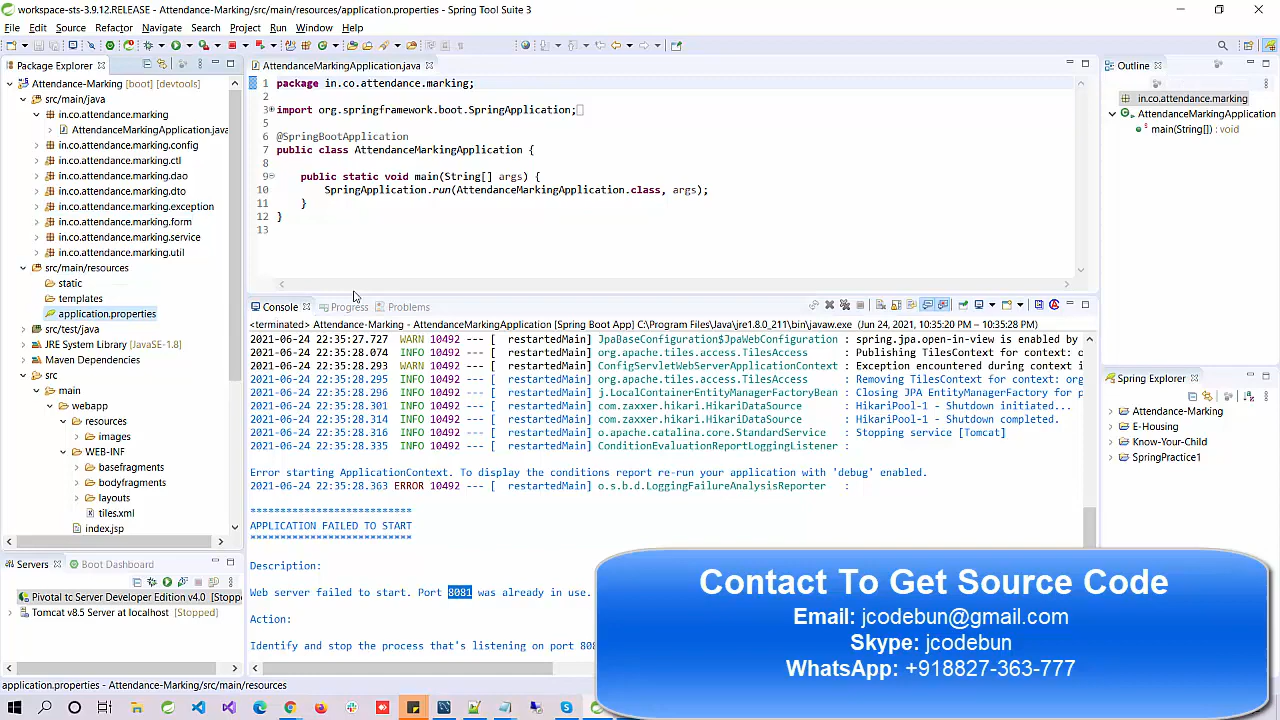 workspace-sts-3.9.12.RELEASE - Attendance-Marking/src/main/resources/application.properties - Spring Tool Suite 3
File Edit Source Refactor Navigate Search Project Run Window Help
Package Explorer
Attendance-Marking [boot] [devtools]
src/main/java
in.co.attendance.marking
AttendanceMarkingApplication.java
in.co.attendance.marking.config
in.co.attendance.marking.ctl
in.co.attendance.marking.dao
in.co.attendance.marking.dto
in.co.attendance.marking.exception
in.co.attendance.marking.form
in.co.attendance.marking.service
in.co.attendance.marking.util
src/main/resources
static
templates
application.properties
src/test/java
JRE System Library [JavaSE-1.8]
Maven Dependencies
src
main
webapp
resources
images
WEB-INF
basefragments
bodyfragments
layouts
tiles.xml
index.jsp
Servers Boot Dashboard
Pivotal tc Server Developer Edition v4.0 [Stopp
Tomcat v8.5 Server at localhost [Stopped]
AttendanceMarkingApplication.java
1 package in.co.attendance.marking;
2
3 import org.springframework.boot.SpringApplication;
5
6 @SpringBootApplication
7 public class AttendanceMarkingApplication {
8
9 public static void main(String[] args) {
10 SpringApplication.run(AttendanceMarkingApplication.class, args);
11 }
12 }
13
Console Progress Problems
<terminated> Attendance-Marking - AttendanceMarkingApplication [Spring Boot App] C:\Program Files\Java\jre1.8.0_211\bin\javaw.exe (Jun 24, 2021, 10:35:20 PM – 10:35:28 PM)
2021-06-24 22:35:27.727 WARN 10492 --- [ restartedMain] JpaBaseConfiguration$JpaWebConfiguration : spring.jpa.open-in-view is enabled by
2021-06-24 22:35:28.074 INFO 10492 --- [ restartedMain] org.apache.tiles.access.TilesAccess : Publishing TilesContext for context: o
2021-06-24 22:35:28.293 WARN 10492 --- [ restartedMain] ConfigServletWebServerApplicationContext : Exception encountered during context i
2021-06-24 22:35:28.295 INFO 10492 --- [ restartedMain] org.apache.tiles.access.TilesAccess : Removing TilesContext for context: org
2021-06-24 22:35:28.296 INFO 10492 --- [ restartedMain] j.LocalContainerEntityManagerFactoryBean : Closing JPA EntityManagerFactory for p
2021-06-24 22:35:28.301 INFO 10492 --- [ restartedMain] com.zaxxer.hikari.HikariDataSource : HikariPool-1 - Shutdown initiated...
2021-06-24 22:35:28.314 INFO 10492 --- [ restartedMain] com.zaxxer.hikari.HikariDataSource : HikariPool-1 - Shutdown completed.
2021-06-24 22:35:28.316 INFO 10492 --- [ restartedMain] o.apache.catalina.core.StandardService : Stopping service [Tomcat]
2021-06-24 22:35:28.335 INFO 10492 --- [ restartedMain] ConditionEvaluationReportLoggingListener :
Error starting ApplicationContext. To display the conditions report re-run your application with 'debug' enabled.
2021-06-24 22:35:28.363 ERROR 10492 --- [ restartedMain] o.s.b.d.LoggingFailureAnalysisReporter :
***************************
APPLICATION FAILED TO START
***************************
Description:
Web server failed to start. Port 8081 was already in use.
Action:
Identify and stop the process that's listening on port 808
Outline
in.co.attendance.marking
AttendanceMarkingApplication
main(String[]) : void
Spring Explorer
Attendance-Marking
E-Housing
Know-Your-Child
SpringPractice1
Contact To Get Source Code
Email: jcodebun@gmail.com
Skype: jcodebun
WhatsApp: +918827-363-777
application.properties - Attendance-Marking/src/main/resources